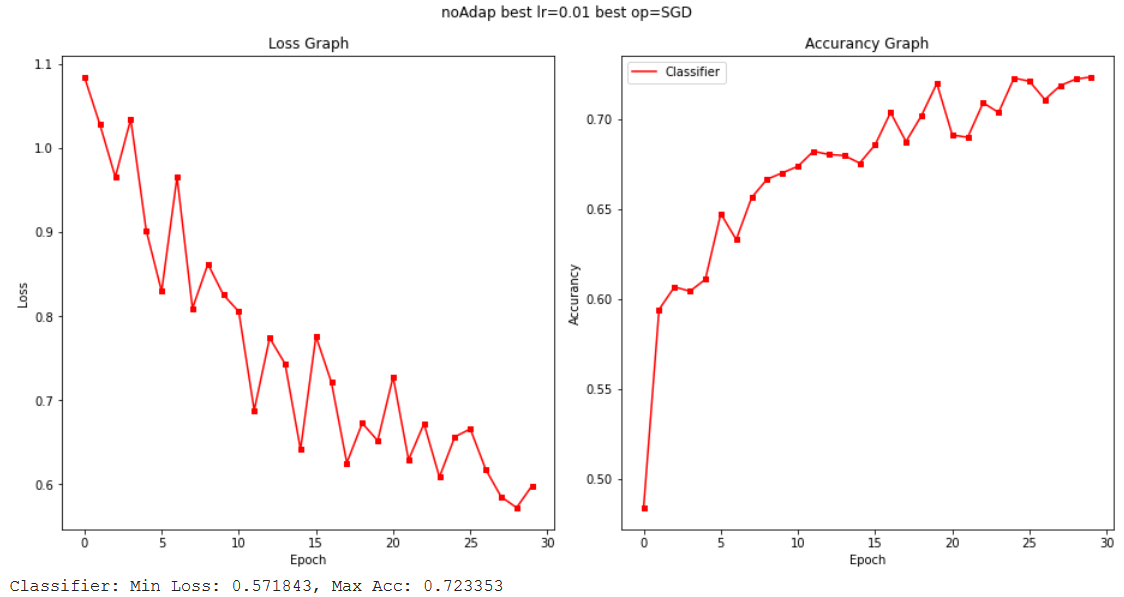 noAdap best lr=0.01 best op=SGD
Loss Graph
1.1
1.0
0.9
0.8
0.7
0.6
Loss
0 5 10 15 20 25 30
Epoch
Accurancy Graph
Classifier
0.70
0.65
0.60
0.55
0.50
Accurancy
0 5 10 15 20 25 30
Epoch
Classifier: Min Loss: 0.571843, Max Acc: 0.723353